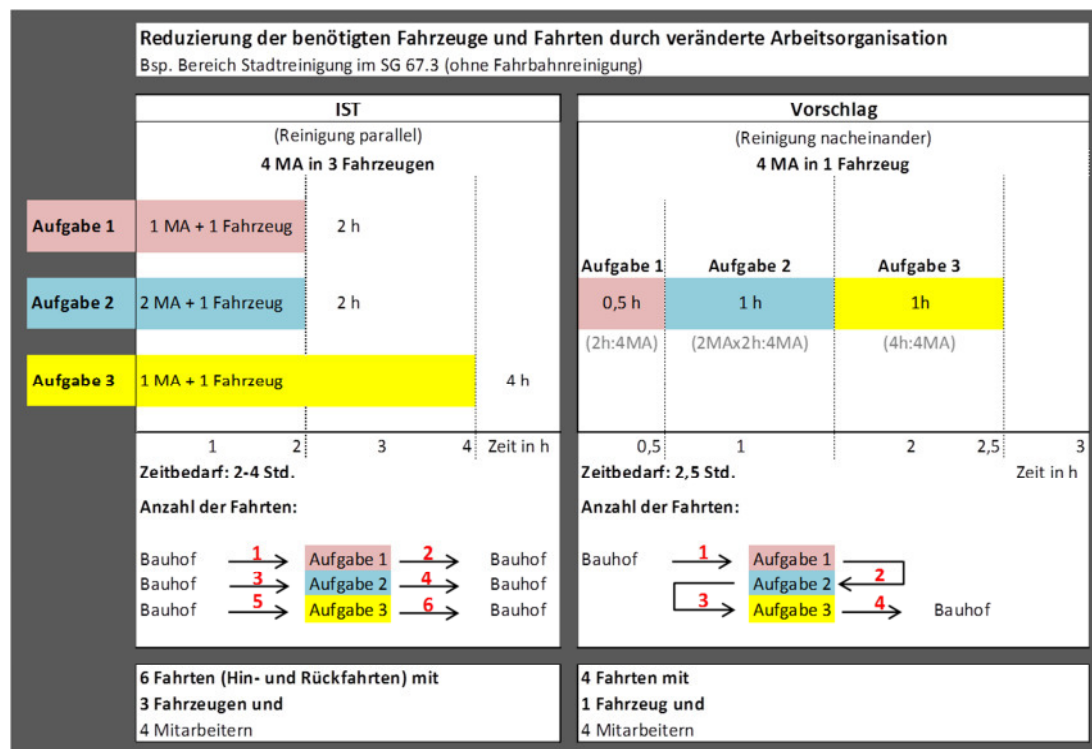 Reduzierung der benötigten Fahrzeuge und Fahrten durch veränderte Arbeitsorganisation
Bsp. Bereich Stadtreinigung im SG 67.3 (ohne Fahrbahnreinigung)
IST
(Reinigung parallel)
4 MA in 3 Fahrzeugen
Aufgabe 1 1 MA + 1 Fahrzeug 2 h
Aufgabe 2 2 MA + 1 Fahrzeug 2 h
Aufgabe 3 1 MA + 1 Fahrzeug 4 h
1 2 3 4 Zeit in h
Zeitbedarf: 2-4 Std.
Anzahl der Fahrten:
Bauhof 1 Aufgabe 1 2 Bauhof
Bauhof 3 Aufgabe 2 4 Bauhof
Bauhof 5 Aufgabe 3 6 Bauhof
6 Fahrten (Hin- und Rückfahrten) mit
3 Fahrzeugen und
4 Mitarbeitern
Vorschlag
(Reinigung nacheinander)
4 MA in 1 Fahrzeug
Aufgabe 1 Aufgabe 2 Aufgabe 3
0,5 h 1 h 1h
(2h:4MA) (2MAx2h:4MA) (4h:4MA)
0,5 1 2 2,5 3
Zeitbedarf: 2,5 Std. Zeit in h
Anzahl der Fahrten:
Bauhof 1 Aufgabe 1
Aufgabe 2 2
3 Aufgabe 3 4 Bauhof
4 Fahrten mit
1 Fahrzeug und
4 Mitarbeitern